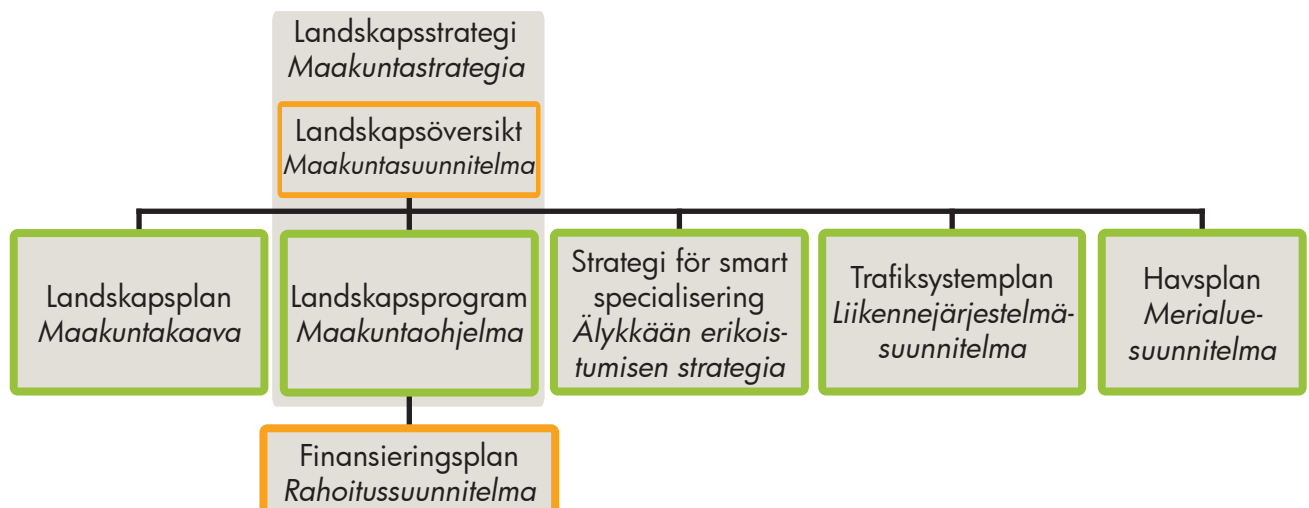 Landskapsstrategi
Maakuntastrategia
Landskapsöversikt
Maakuntasuunnitelma
Landskapsplan
Maakuntakaava
Landskapsprogram
Maakuntaohjelma
Strategi för smart
specialisering
Älykkään erikois-
tumisen strategia
Trafiksystemplan
Liikennejärjestelmä-
suunnitelma
Havsplan
Merialue-
suunnitelma
Finansieringsplan
Rahoitussuunnitelma